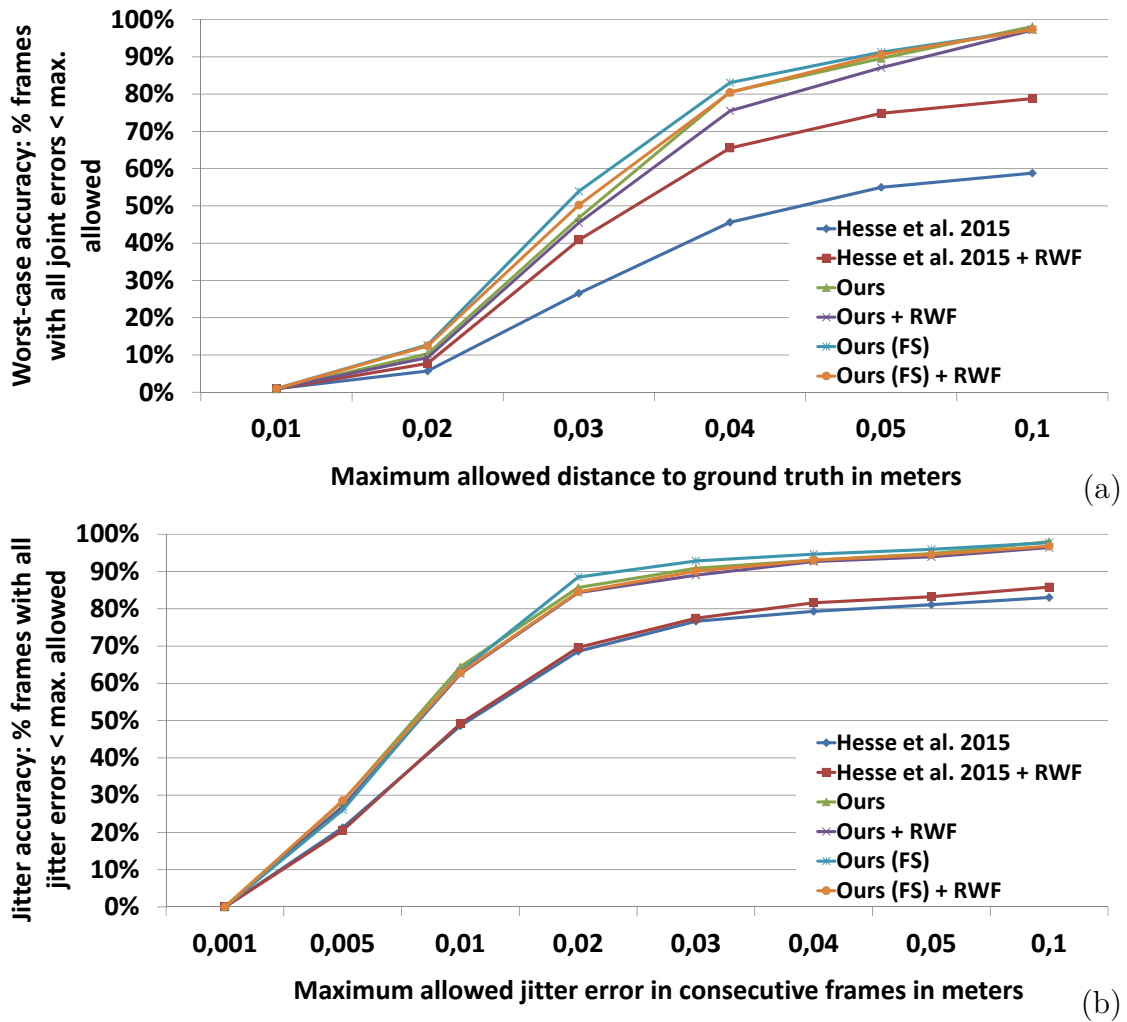 100%
90%
80%
70%
60%
50%
40%
30%
20%
10%
0%
Worst-case accuracy: % frames
with all joint errors < max.
allowed
Hesse et al. 2015
Hesse et al. 2015 + RWF
Ours
Ours + RWF
Ours (FS)
Ours (FS) + RWF
0,01 0,02 0,03 0,04 0,05 0,1
Maximum allowed distance to ground truth in meters
(a)
100%
90%
80%
70%
60%
50%
40%
30%
20%
10%
0%
Jitter accuracy: % frames with all
jitter errors < max. allowed
Hesse et al. 2015
Hesse et al. 2015 + RWF
Ours
Ours + RWF
Ours (FS)
Ours (FS) + RWF
0,001 0,005 0,01 0,02 0,03 0,04 0,05 0,1
Maximum allowed jitter error in consecutive frames in meters
(b)